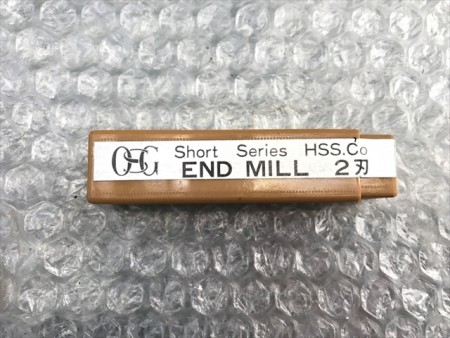 OSG Short Series HSS.Co
END MILL 2刃